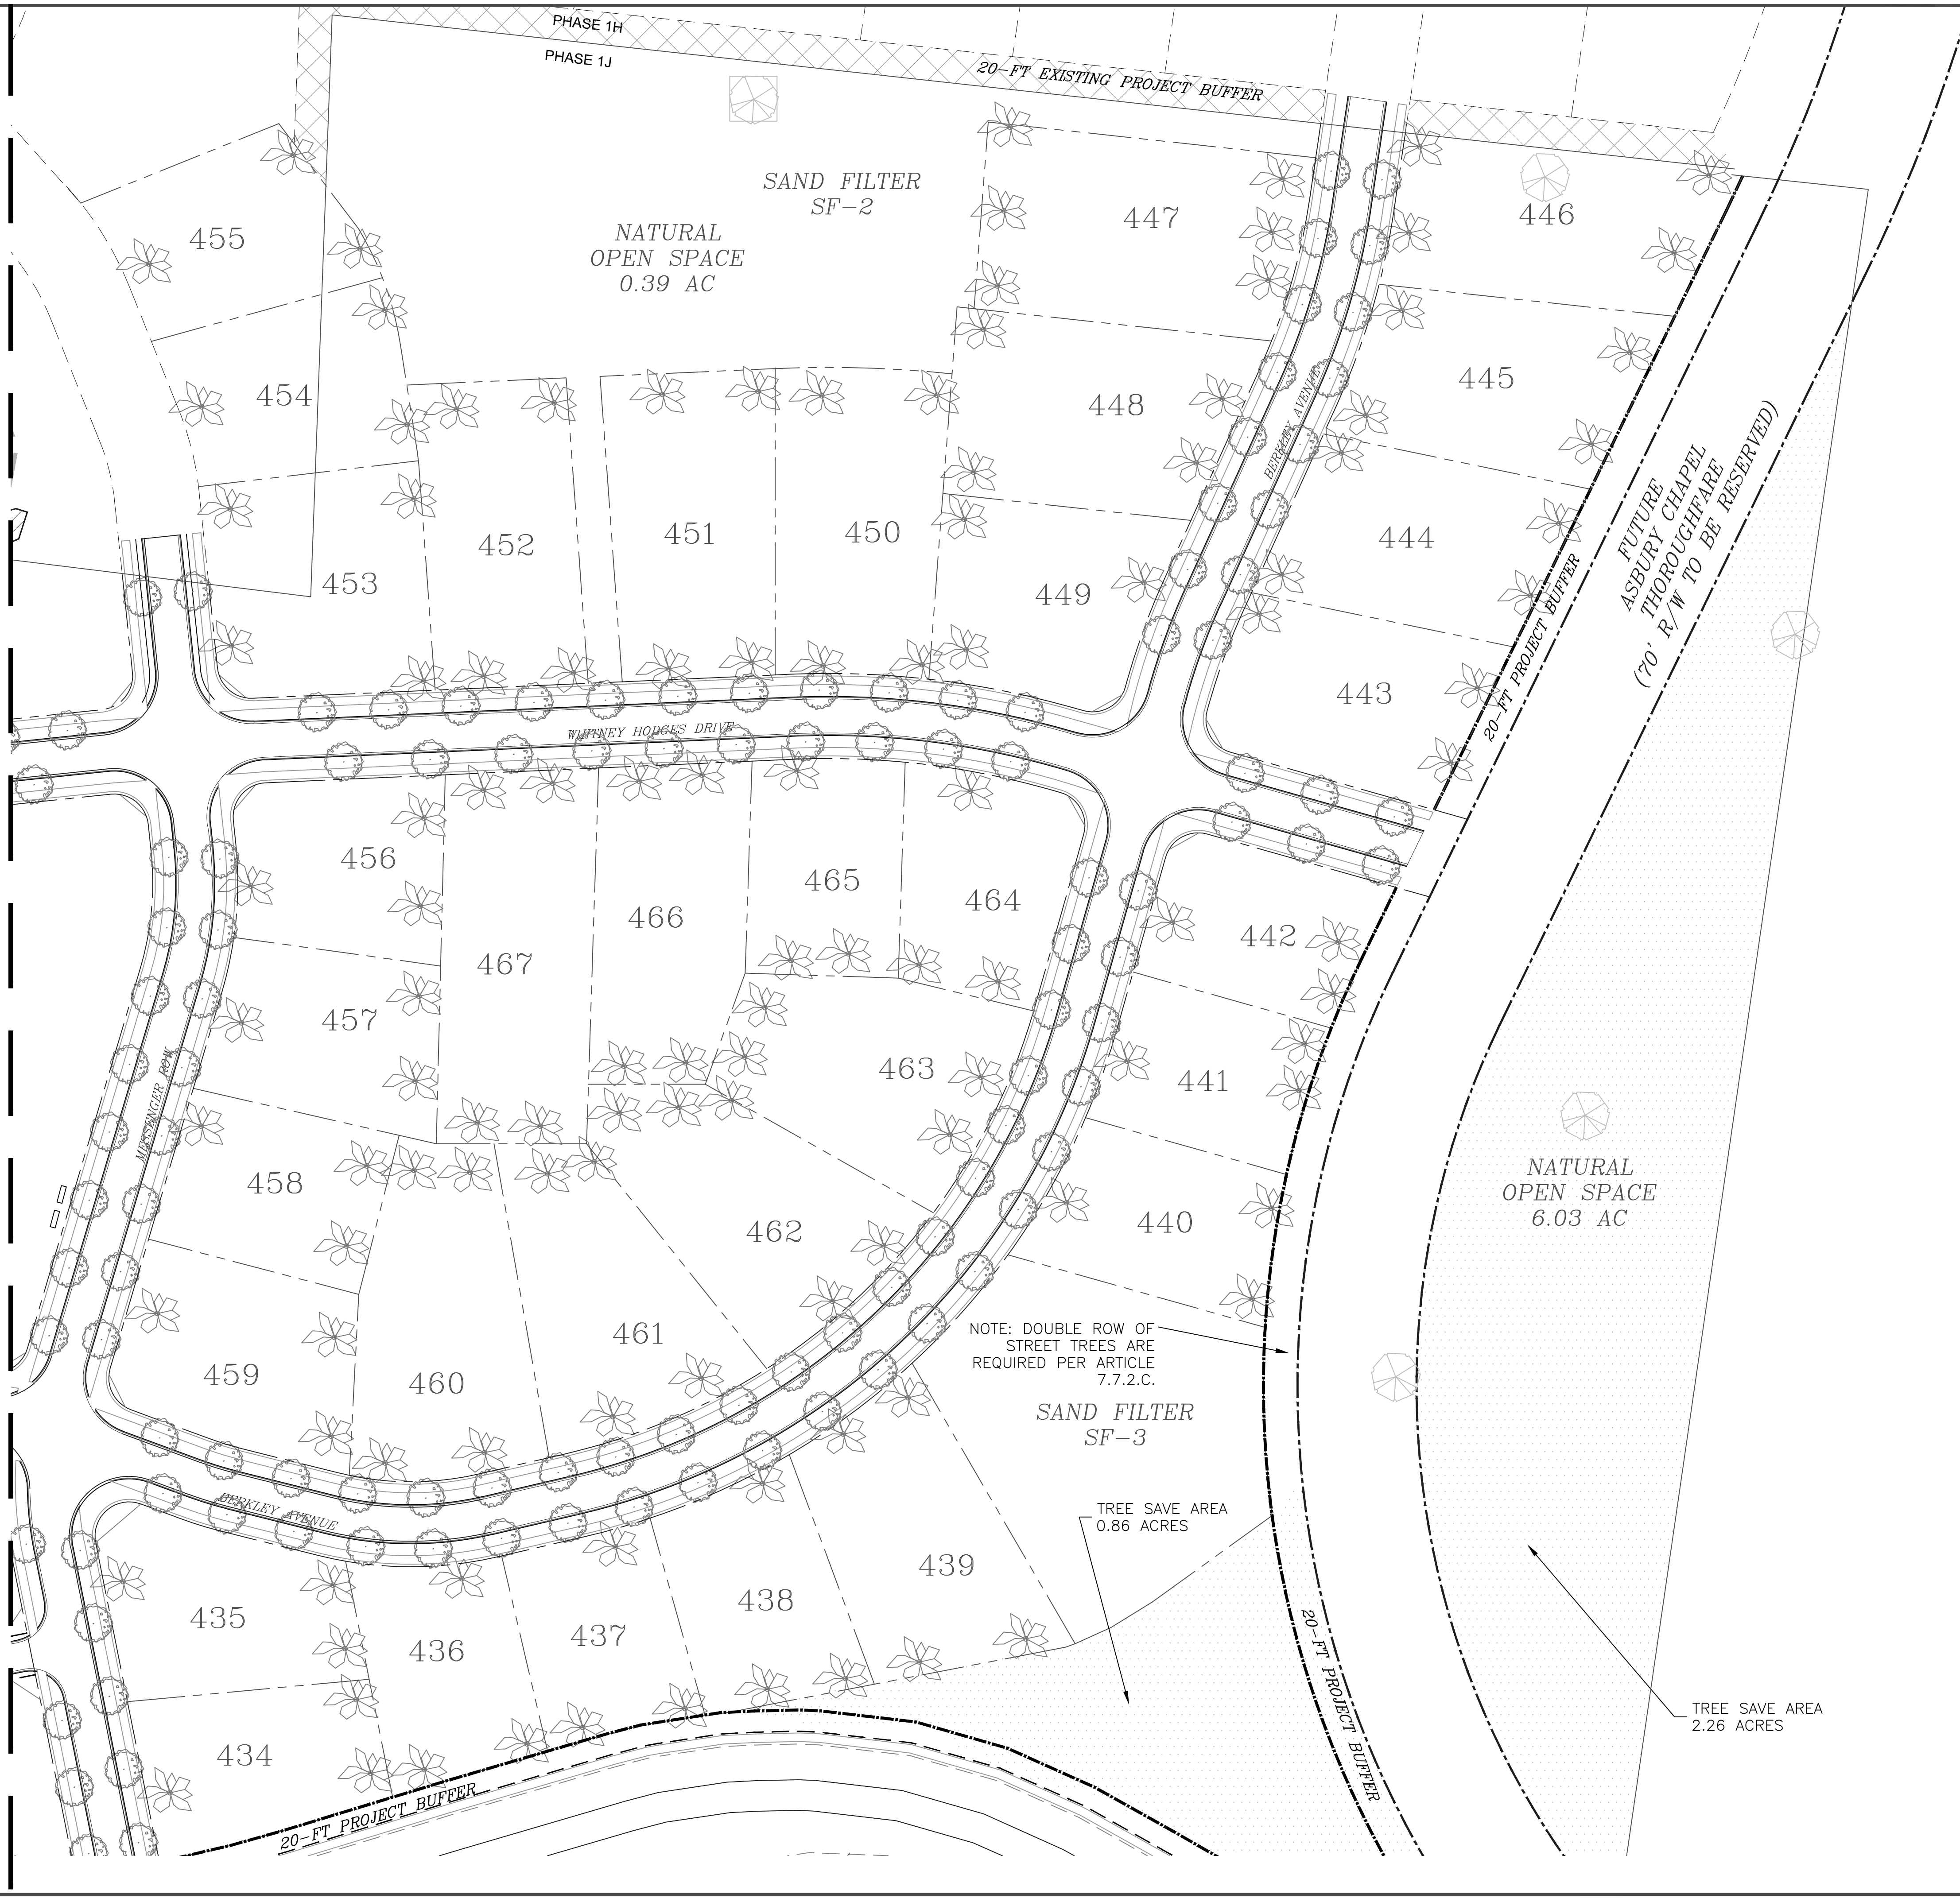 PHASE 1H
PHASE 1J
20-FT EXISTING PROJECT BUFFER
SAND FILTER
SF-2
NATURAL
OPEN SPACE
0.39 AC
455
447
446
454
448
445
452
451
450
444
453
449
443
BERKLEY AVENUE
FUTURE
ASBURY CHAPEL
THOROUGHFARE
(70' R/W TO BE RESERVED)
20-FT PROJECT BUFFER
WHITNEY HODGES DRIVE
456
465
464
466
442
467
457
463
441
MESSENGER ROW
458
462
440
NATURAL
OPEN SPACE
6.03 AC
461
459
460
NOTE: DOUBLE ROW OF
STREET TREES ARE
REQUIRED PER ARTICLE
7.7.2.C.
SAND FILTER
SF-3
BERKLEY AVENUE
TREE SAVE AREA
0.86 ACRES
439
438
435
437
436
434
20-FT PROJECT BUFFER
TREE SAVE AREA
2.26 ACRES
20-FT PROJECT BUFFER